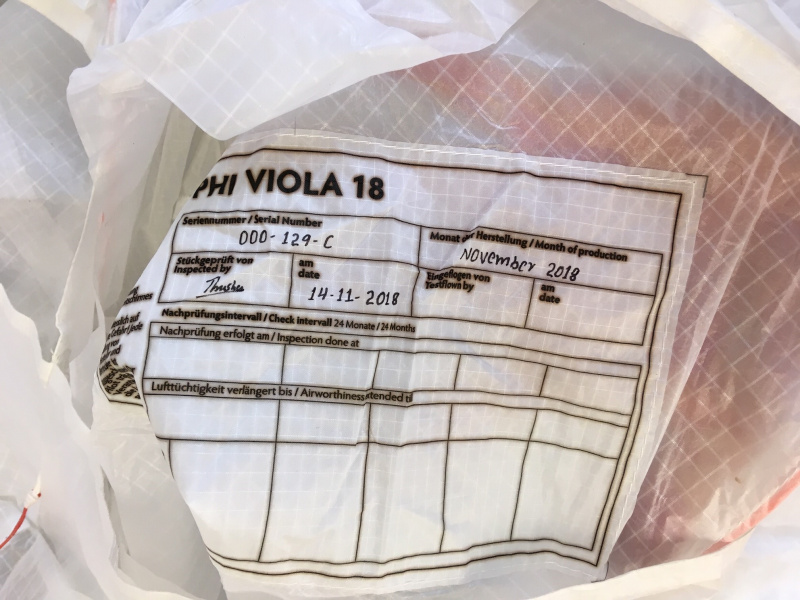 PHI VIOLA 18
Seriennummer / Serial Number
000-129-C
Monat der Herstellung / Month of production
November 2018
Stückgeprüft von
Inspected by
am
date
14-11-2018
Eingeflogen von
Testflown by
am
date
Nachprüfungsintervall / Check Intervall 24 Monate / 24 Months
Nachprüfung erfolgt am / Inspection done at
Lufttüchtigkeit verlängert bis / Airworthiness